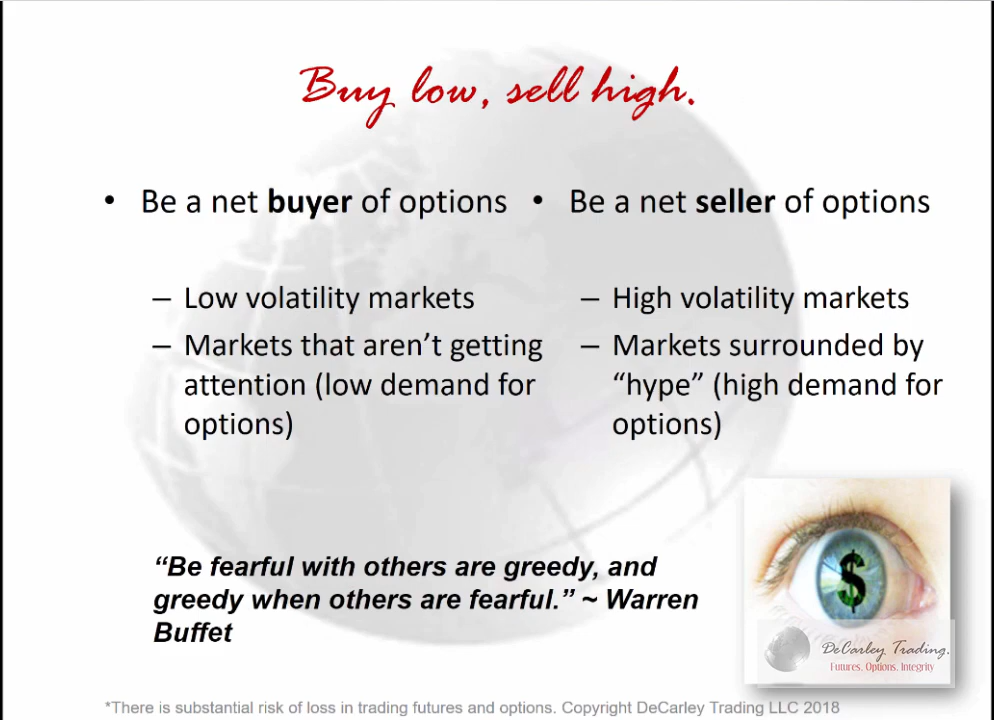 Buy low, sell high.
• Be a net buyer of options
– Low volatility markets
– Markets that aren’t getting
attention (low demand for
options)
• Be a net seller of options
– High volatility markets
– Markets surrounded by
“hype” (high demand for
options)
“Be fearful with others are greedy, and
greedy when others are fearful.” ~ Warren
Buffet
$
DeCarley Trading.
Futures. Options. Integrity
*There is substantial risk of loss in trading futures and options. Copyright DeCarley Trading LLC 2018